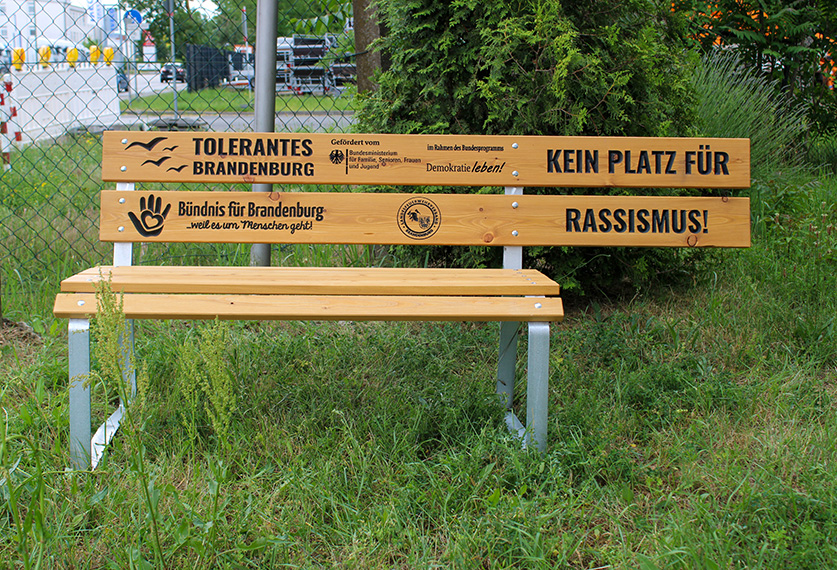 TOLERANTES
BRANDENBURG
Gefördert vom
Bundesministerium
für Familie, Senioren, Frauen
und Jugend
im Rahmen des Bundesprogramms
Demokratie leben!
KEIN PLATZ FÜR
Bündnis für Brandenburg
...weil es um Menschen geht!
RASSISMUS!